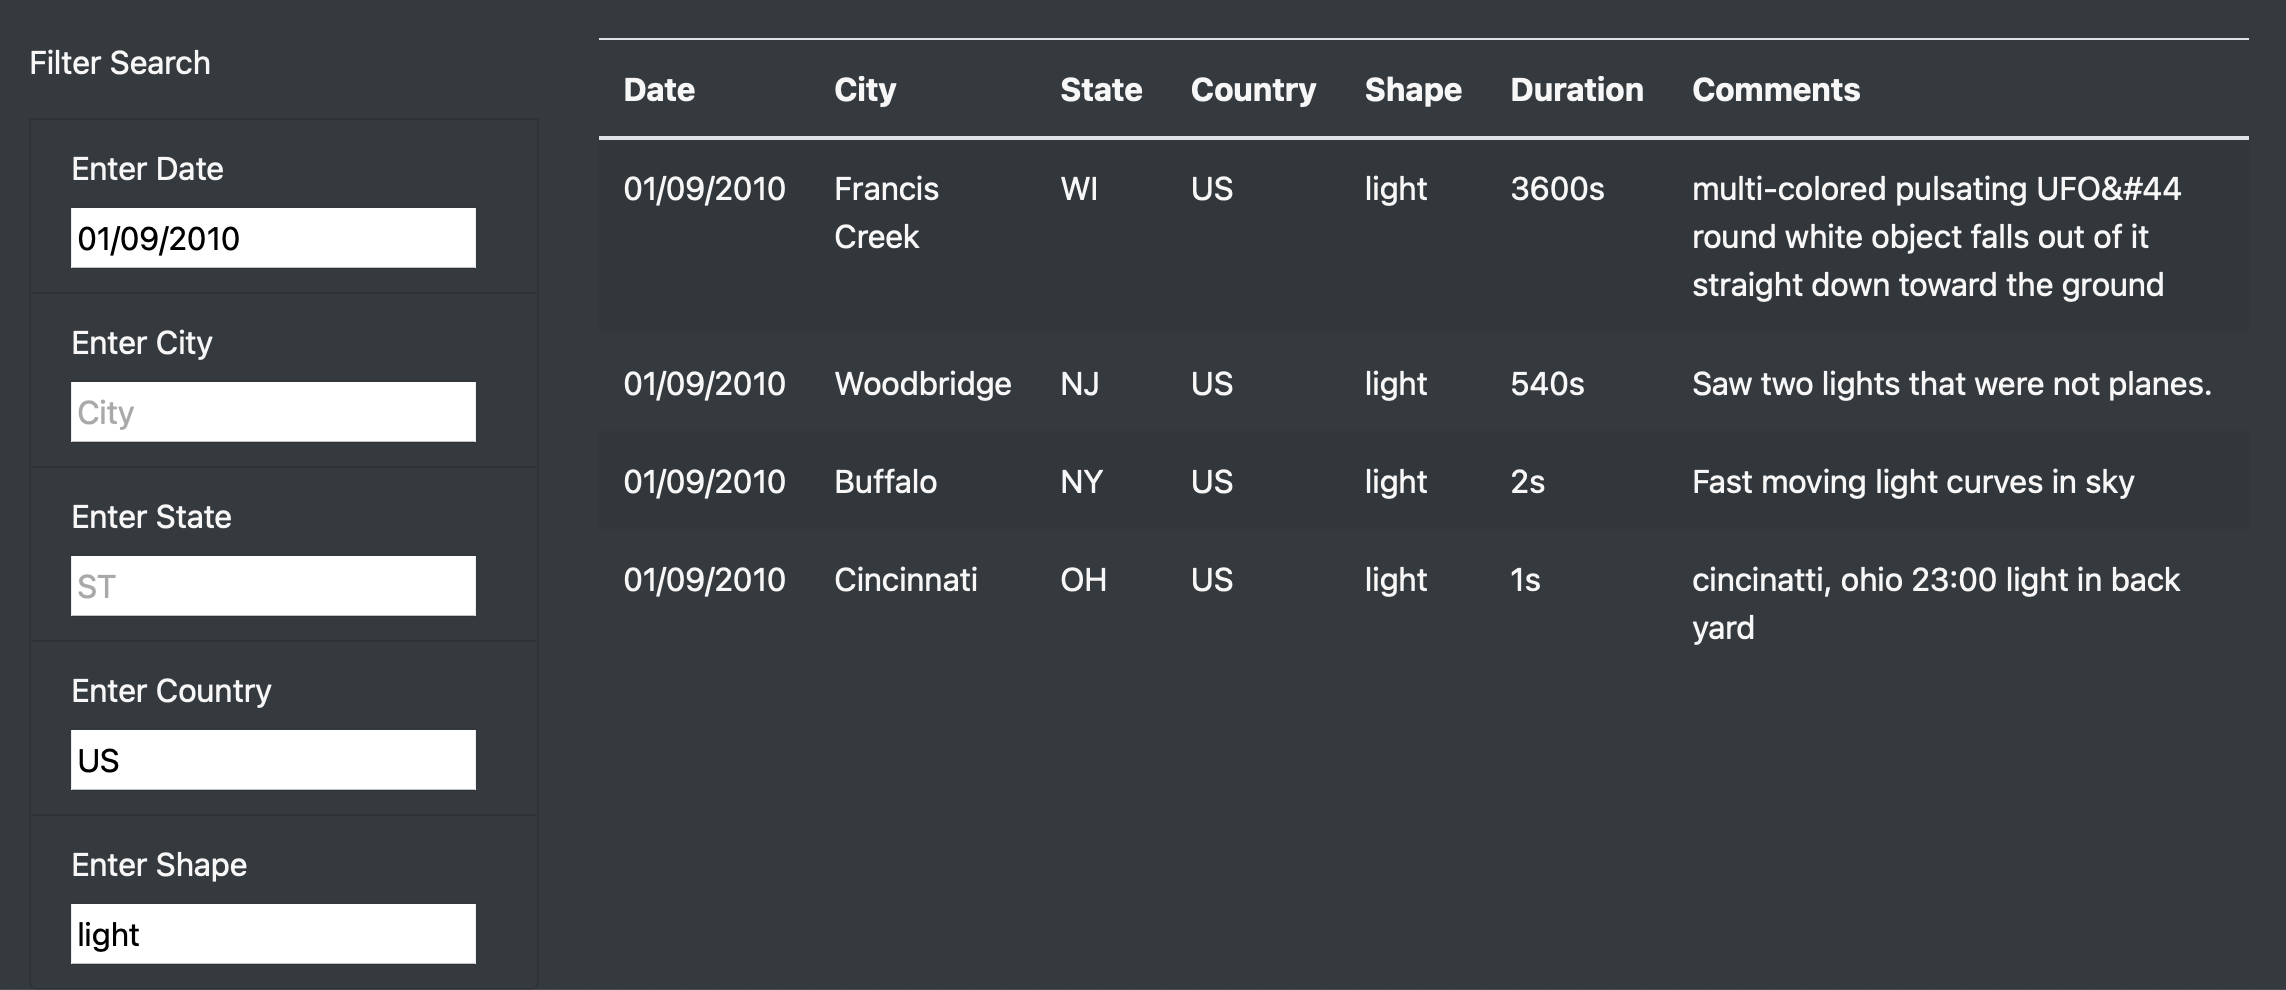 Filter Search
Enter Date
01/09/2010
Enter City
City
Enter State
ST
Enter Country
US
Enter Shape
light
Date City State Country Shape Duration Comments
01/09/2010 Francis WI US light 3600s multi-colored pulsating UFO&#44
Creek round white object falls out of it
straight down toward the ground
01/09/2010 Woodbridge NJ US light 540s Saw two lights that were not planes.
01/09/2010 Buffalo NY US light 2s Fast moving light curves in sky
01/09/2010 Cincinnati OH US light 1s cincinatti, ohio 23:00 light in back
yard